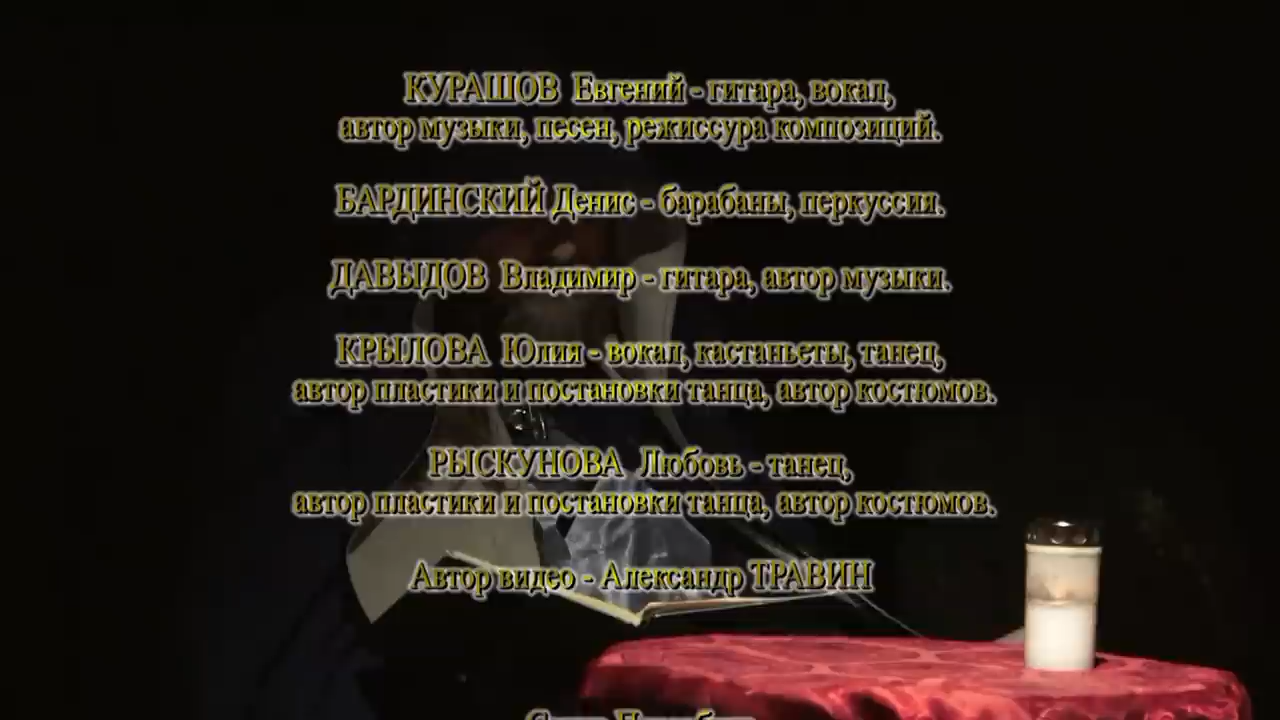 КУРАШОВ Евгений - гитара, вокал,
автор музыки, песен, режиссура композиций.
БАРДИНСКИЙ Денис - барабаны, перкуссия.
ДАВЫДОВ Владимир - гитара, автор музыки.
КРЫЛОВА Юлия - вокал, кастаньеты, танец,
автор пластики и постановки танца, автор костюмов.
РЫСКУНОВА Любовь - танец,
автор пластики и постановки танца, автор костюмов.
Автор видео - Александр ТРАВИН